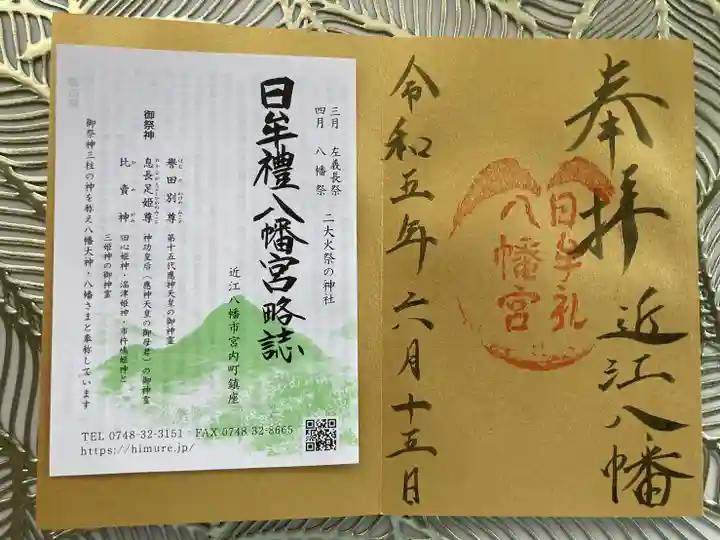 奉拝
近江八幡
日牟礼
八幡宮
令和五年六月十五日
三月 左義長祭
四月 八幡祭
二大火祭の神社
日牟禮八幡宮略誌
近江八幡市宮内町鎮座
御祭神
誉田別尊
第十五代應神天皇の御神霊
息長足姫尊
神功皇后(應神天皇の御母君)の御神霊
比賣神
田心姫神・湍津姫神・市杵嶋姫神と
三姫神の御神霊
御祭神三柱の神を称え八幡大神・八幡さまと奉称しています
TEL 0748-32-3151・FAX 0748-32-8665
https://himure.jp/